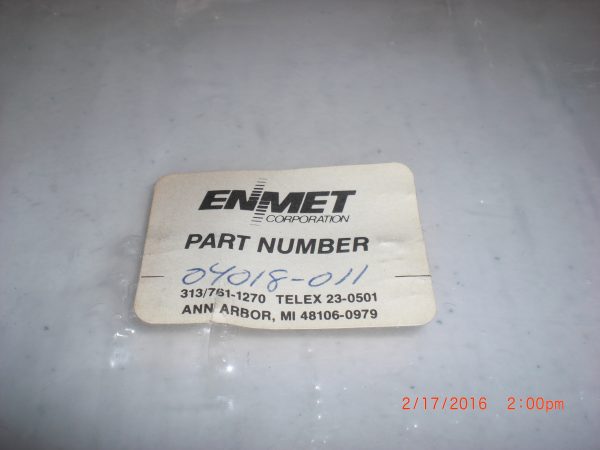 ENMET
CORPORATION
PART NUMBER
04018-011
313/761-1270 TELEX 23-0501
ANN ARBOR, MI 48106-0979
2/17/2016 2:00pm